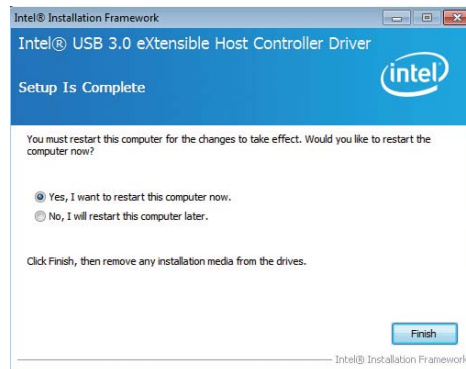 Intel® Installation Framework
Intel® USB 3.0 eXtensible Host Controller Driver
Setup Is Complete
intel
You must restart this computer for the changes to take effect. Would you like to restart the
computer now?
Yes, I want to restart this computer now.
No, I will restart this computer later.
Click Finish, then remove any installation media from the drives.
Finish
Intel® Installation Framework